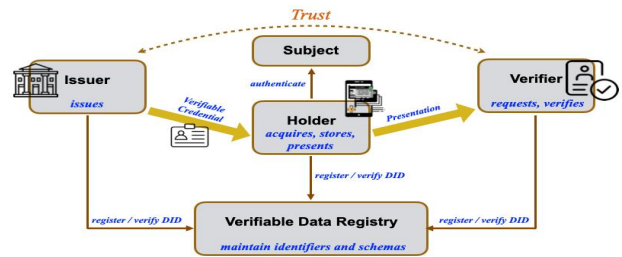 Trust
Subject
Issuer
issues
Verifier
requests, verifies
authenticate
Verifiable
Credential
Holder
acquires, stores,
presents
Presentation
register / verify DID
register / verify DID
register / verify DID
Verifiable Data Registry
maintain identifiers and schemas